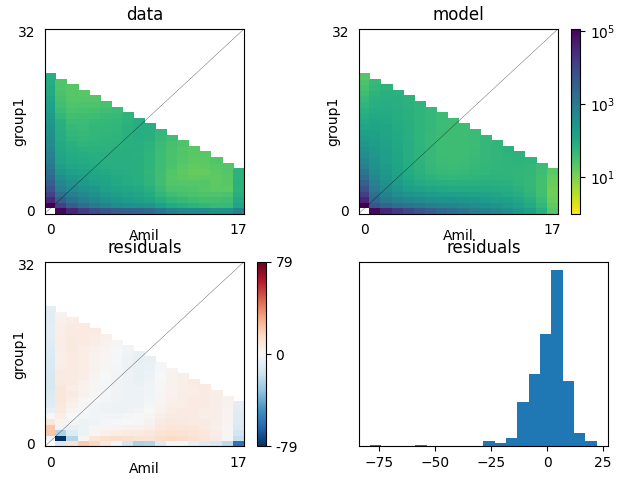 data
model
32
group1
0
0
Amil
17
32
group1
0
0
Amil
17
10^5
10^3
10^1
residuals
residuals
32
group1
0
0
Amil
17
79
0
-79
−75
−50
−25
0
25